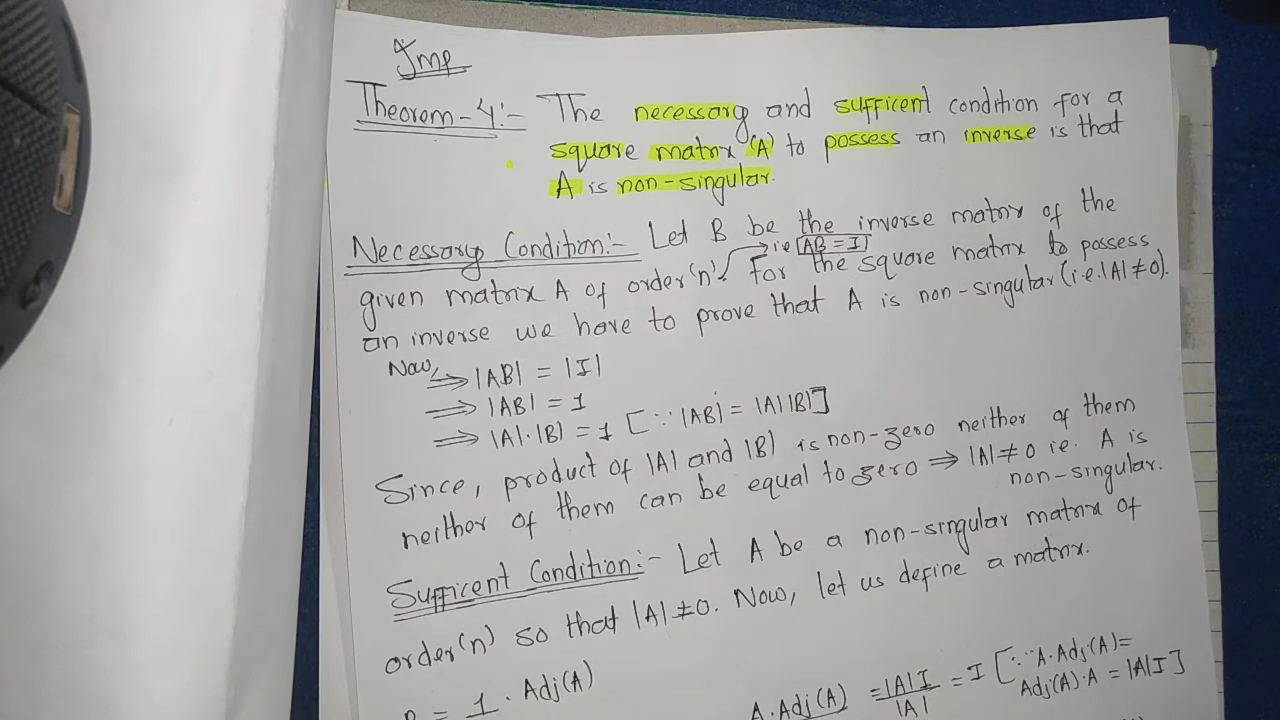 Imp
Theorem-4:- The necessary and sufficent condition for a
square matrix (A) to possess an inverse is that
A is non-singular.
Necessary Condition:- Let B be the inverse matrix of the
i.e AB = I
given matrix A of order 'n'. For the square matrix to possess
an inverse we have to prove that A is non-singular (i.e. |A| ≠ 0).
Now, ⇒ |AB| = |I|
⇒ |AB| = 1
⇒ |A|.|B| = 1 [∵ |AB| = |A||B|]
Since, product of |A| and |B| is non-zero neither of them
neither of them can be equal to zero ⇒ |A| ≠ 0 ie. A is
non-singular.
Sufficent Condition:- Let A be a non-singular matrix of
order (n) so that |A| ≠ 0. Now, let us define a matrix.
= 1 . Adj(A)
A.Adj(A) = |A|I / |A| = I [∵ A.Adj(A) =
Adj(A).A = |A|I]